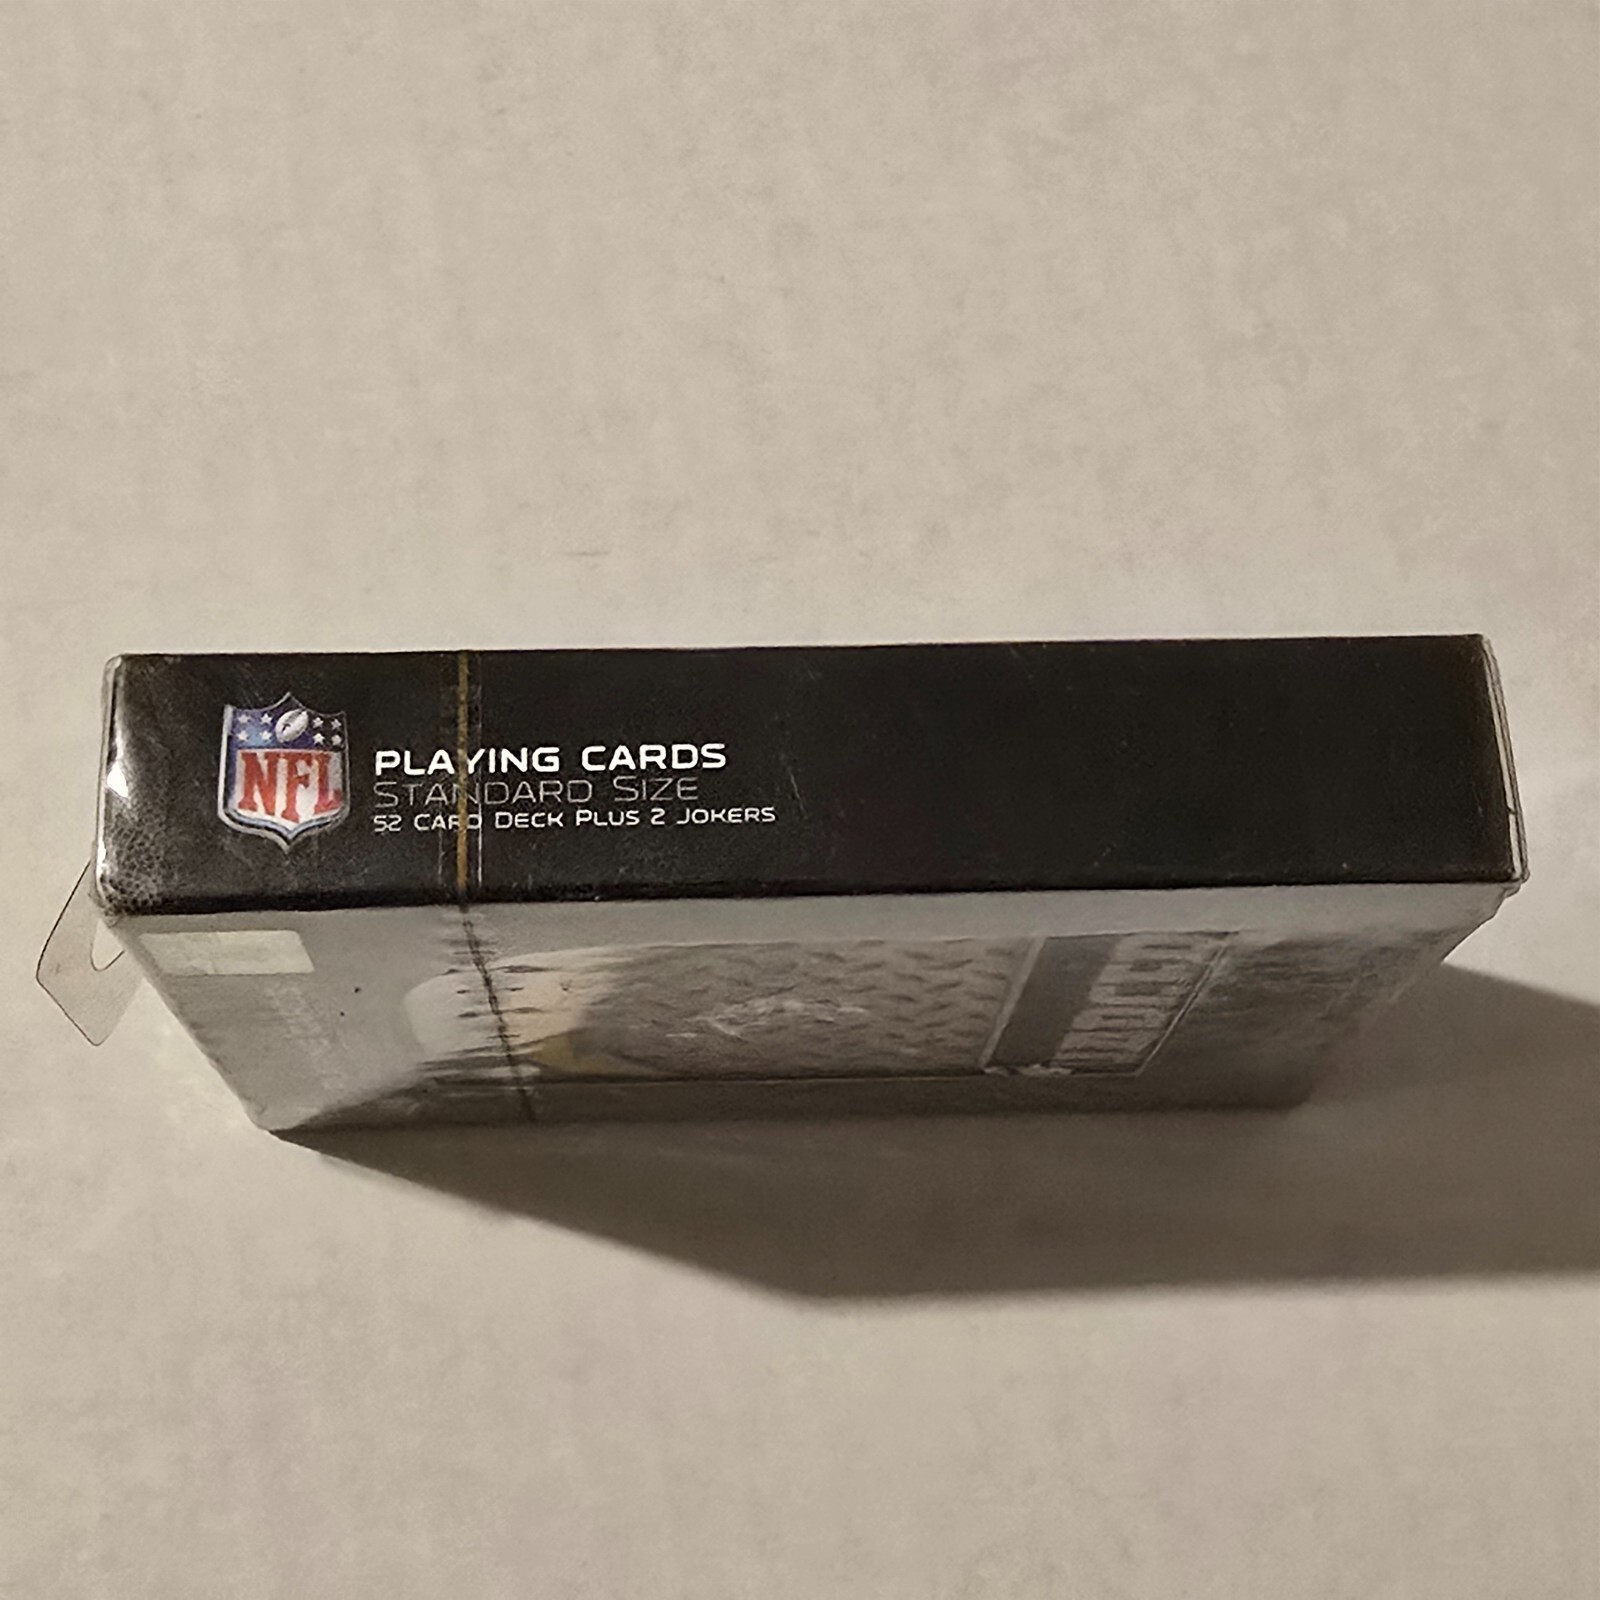 NFL
PLAYING CARDS
STANDARD SIZE
52 CARD DECK PLUS 2 JOKERS